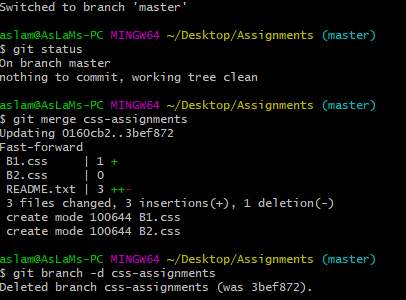 Switched to branch 'master'
aslam@AsLaMs-PC MINGW64 ~/Desktop/Assignments (master)
$ git status
On branch master
nothing to commit, working tree clean
aslam@AsLaMs-PC MINGW64 ~/Desktop/Assignments (master)
$ git merge css-assignments
Updating 0160cb2..3bef872
Fast-forward
 B1.css     | 1 +
 B2.css     | 0
 README.txt | 3 ++-
 3 files changed, 3 insertions(+), 1 deletion(-)
 create mode 100644 B1.css
 create mode 100644 B2.css
aslam@AsLaMs-PC MINGW64 ~/Desktop/Assignments (master)
$ git branch -d css-assignments
Deleted branch css-assignments (was 3bef872).